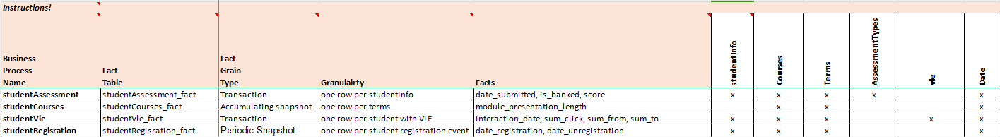 Instructions!
Business Process Name	Fact Table	Fact Grain Type	Granulairty	Facts	studentInfo	Courses	Terms	AssessmentTypes	vle	Date
studentAssessment	studentAssessment_fact	Transaction	one row per studentInfo	date_submitted, is_banked, score	x	x	x	x		x
studentCourses	studentCourses_fact	Accumulating snapshot	one row per terms	module_presentation_length		x	x			x
studentVle	studentVle_fact	Transaction	one row per student with VLE	interaction_date, sum_click, sum_from, sum_to	x	x	x		x	x
studentRegisration	studentRegisration_fact	Periodic Snapshot	one row per student registration event	date_registration, date_unregistration	x	x	x			x